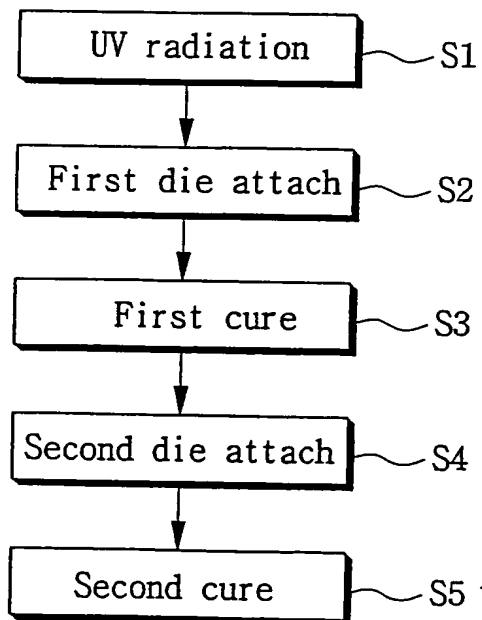 UV radiation
S1
First die attach
S2
First cure
S3
Second die attach
S4
Second cure
S5